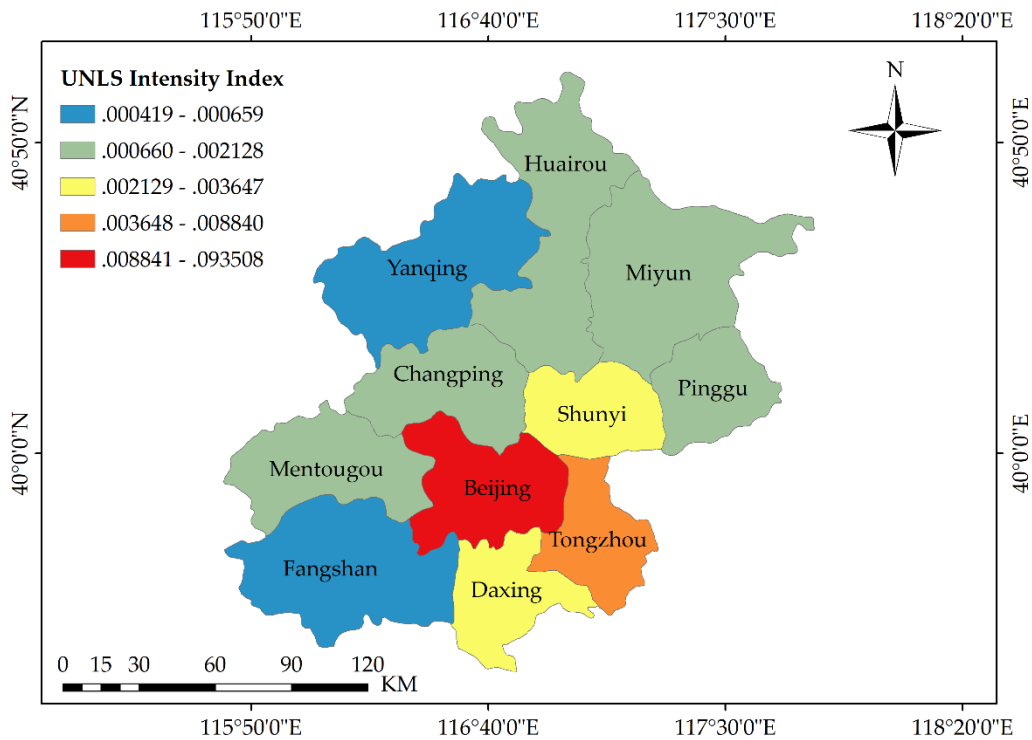 115°50'0"E 116°40'0"E 117°30'0"E 118°20'0"E
UNLS Intensity Index
.000419 - .000659
.000660 - .002128
.002129 - .003647
.003648 - .008840
.008841 - .093508
N
40°50'0"N
40°50'0"E
Huairou
Yanqing
Miyun
Changping
Pinggu
Shunyi
40°0'0"N
40°0'0"E
Mentougou
Beijing
Tongzhou
Fangshan
Daxing
0 15 30 60 90 120
KM
115°50'0"E 116°40'0"E 117°30'0"E 118°20'0"E